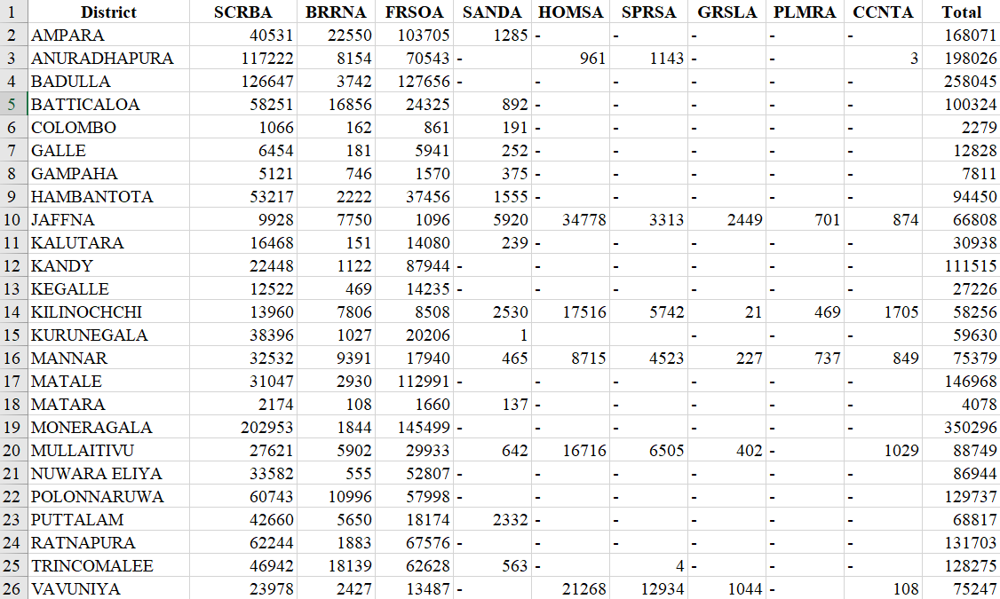 1 District SCRBA BRRNA FRSOA SANDA HOMSA SPRSA GRSLA PLMRA CCNTA Total
2 AMPARA 40531 22550 103705 1285 - - - - - 168071
3 ANURADHAPURA 117222 8154 70543 - 961 1143 - - 3 198026
4 BADULLA 126647 3742 127656 - - - - - - 258045
5 BATTICALOA 58251 16856 24325 892 - - - - - 100324
6 COLOMBO 1066 162 861 191 - - - - - 2279
7 GALLE 6454 181 5941 252 - - - - - 12828
8 GAMPAHA 5121 746 1570 375 - - - - - 7811
9 HAMBANTOTA 53217 2222 37456 1555 - - - - - 94450
10 JAFFNA 9928 7750 1096 5920 34778 3313 2449 701 874 66808
11 KALUTARA 16468 151 14080 239 - - - - - 30938
12 KANDY 22448 1122 87944 - - - - - - 111515
13 KEGALLE 12522 469 14235 - - - - - - 27226
14 KILINOCHCHI 13960 7806 8508 2530 17516 5742 21 469 1705 58256
15 KURUNEGALA 38396 1027 20206 1 - - - 59630
16 MANNAR 32532 9391 17940 465 8715 4523 227 737 849 75379
17 MATALE 31047 2930 112991 - - - - - - 146968
18 MATARA 2174 108 1660 137 - - - - - 4078
19 MONERAGALA 202953 1844 145499 - - - - - - 350296
20 MULLAITIVU 27621 5902 29933 642 16716 6505 402 - 1029 88749
21 NUWARA ELIYA 33582 555 52807 - - - - - - 86944
22 POLONNARUWA 60743 10996 57998 - - - - - - 129737
23 PUTTALAM 42660 5650 18174 2332 - - - - - 68817
24 RATNAPURA 62244 1883 67576 - - - - - - 131703
25 TRINCOMALEE 46942 18139 62628 563 - 4 - - - 128275
26 VAVUNIYA 23978 2427 13487 - 21268 12934 1044 - 108 75247